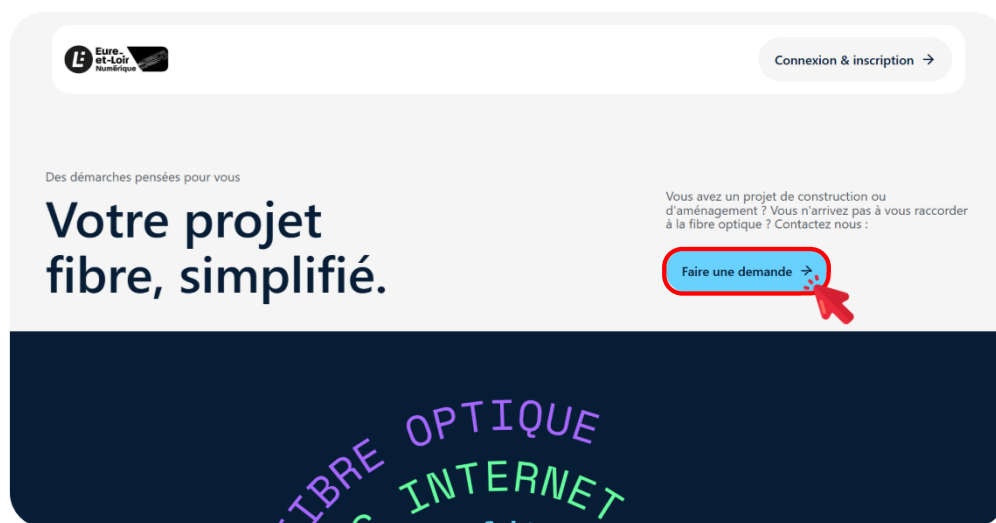 Eure-
et-Loir
Numérique
Connexion & inscription →
Des démarches pensées pour vous
Votre projet
fibre, simplifié.
Vous avez un projet de construction ou
d'aménagement ? Vous n'arrivez pas à vous raccorder
à la fibre optique ? Contactez nous :
Faire une demande →
FIBRE OPTIQUE
INTERNET